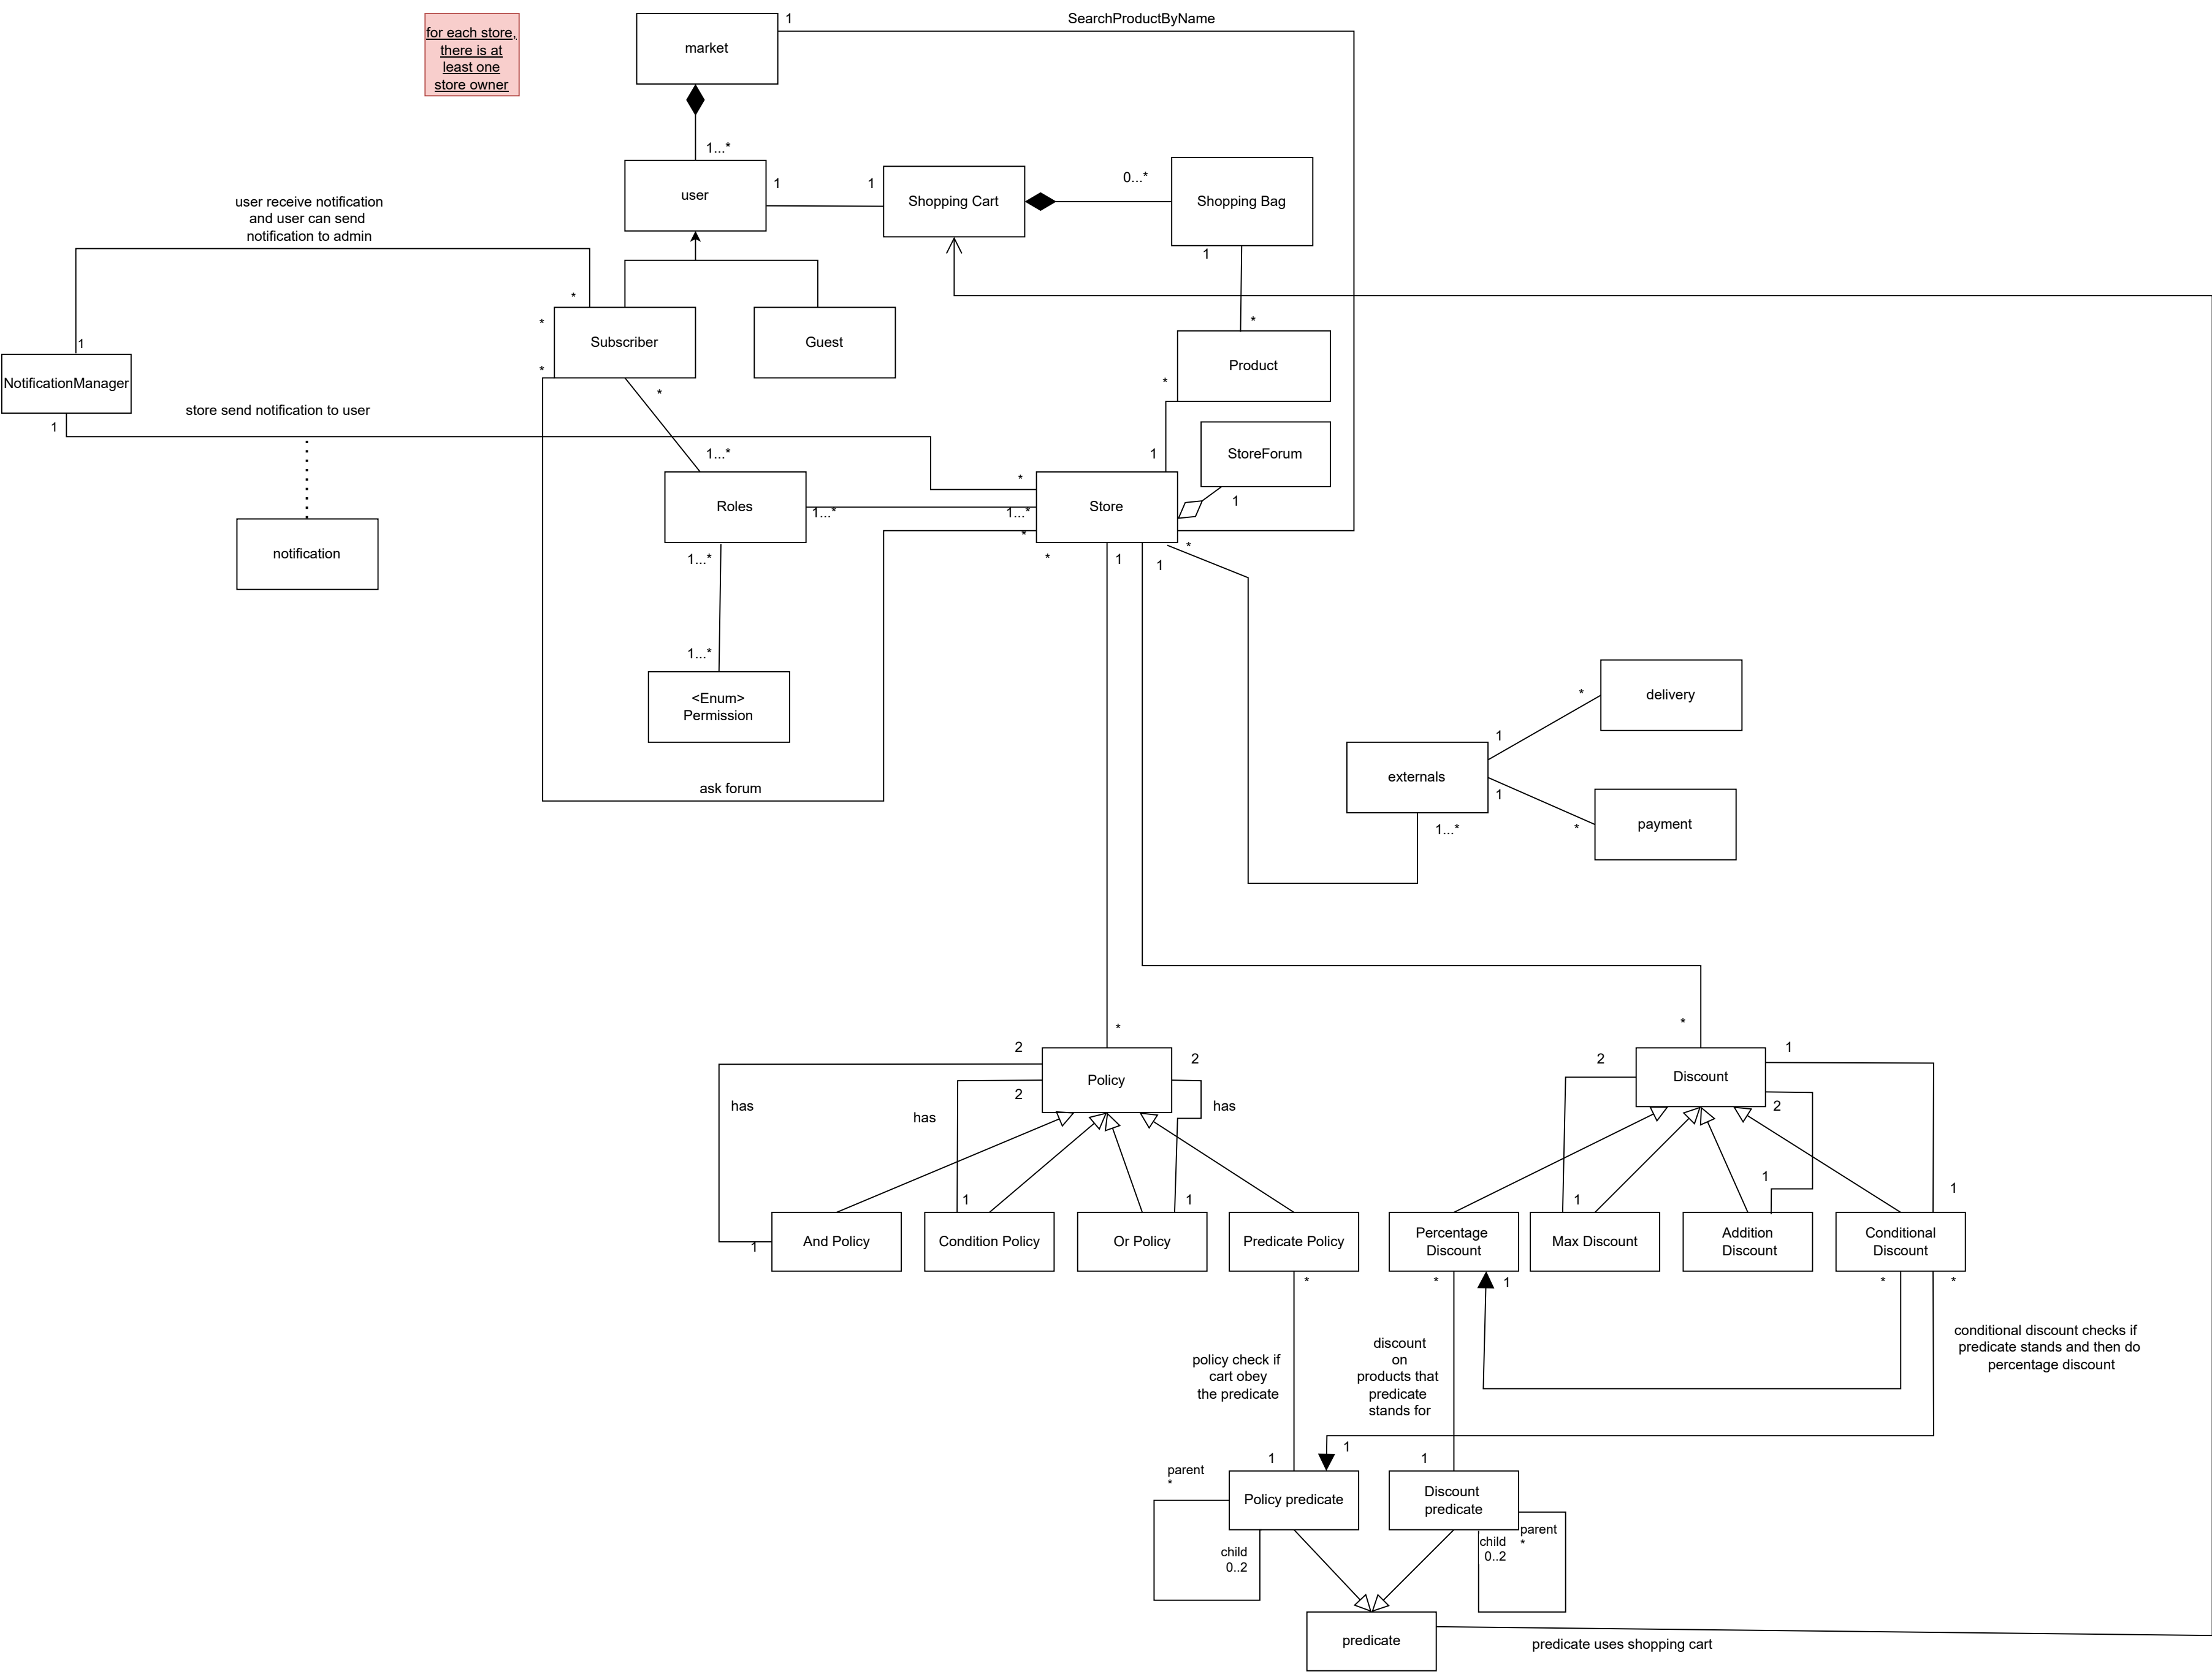 1
SearchProductByName
for each store,
there is at
least one
store owner
market
1...*
user
1
1
Shopping Cart
0...*
Shopping Bag
1
user receive notification
and user can send
notification to admin
*
*
*
1
Subscriber
Guest
*
Product
*
NotificationManager
*
store send notification to user
1
1...*
1
StoreForum
1
*
Roles
1...*
1...*
*
Store
notification
1...*
*
1
1
*
1...*
<Enum>
Permission
delivery
*
1
externals
1
*
payment
1...*
ask forum
*
*
2
2
2
Policy
has
has
has
2
Discount
1
2
1
1
1
1
1
1
And Policy
Condition Policy
Or Policy
Predicate Policy
Percentage
Discount
Max Discount
Addition
Discount
Conditional
Discount
*
*
1
*
*
policy check if
cart obey
the predicate
discount
on
products that
predicate
stands for
conditional discount checks if
predicate stands and then do
percentage discount
1
1
1
parent
*
Policy predicate
child
0..2
Discount
predicate
child
0..2
parent
*
predicate
predicate uses shopping cart